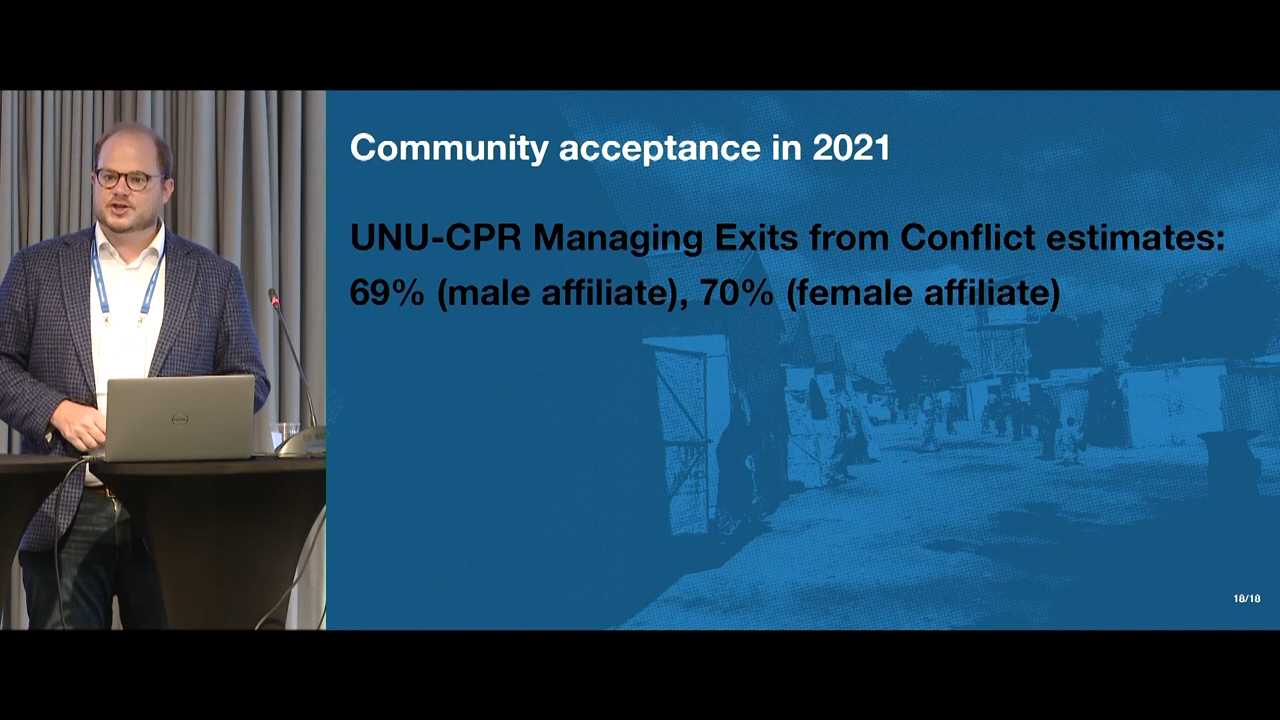 Community acceptance in 2021
UNU-CPR Managing Exits from Conflict estimates:
69% (male affiliate), 70% (female affiliate)
18/18